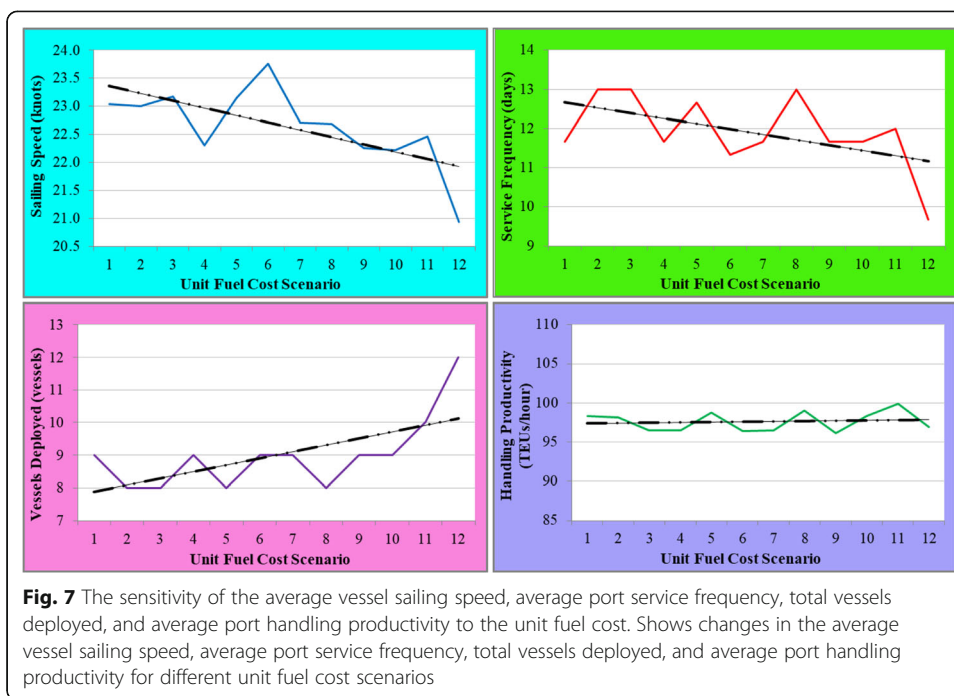 Sailing Speed (knots)
24.0
23.5
23.0
22.5
22.0
21.5
21.0
20.5
1 2 3 4 5 6 7 8 9 10 11 12
Unit Fuel Cost Scenario
Service Frequency (days)
14
13
12
11
10
9
1 2 3 4 5 6 7 8 9 10 11 12
Unit Fuel Cost Scenario
Vessels Deployed (vessels)
13
12
11
10
9
8
7
1 2 3 4 5 6 7 8 9 10 11 12
Unit Fuel Cost Scenario
Handling Productivity
(TEUs/hour)
110
105
100
95
90
85
1 2 3 4 5 6 7 8 9 10 11 12
Unit Fuel Cost Scenario
Fig. 7 The sensitivity of the average vessel sailing speed, average port service frequency, total vessels
deployed, and average port handling productivity to the unit fuel cost. Shows changes in the average
vessel sailing speed, average port service frequency, total vessels deployed, and average port handling
productivity for different unit fuel cost scenarios